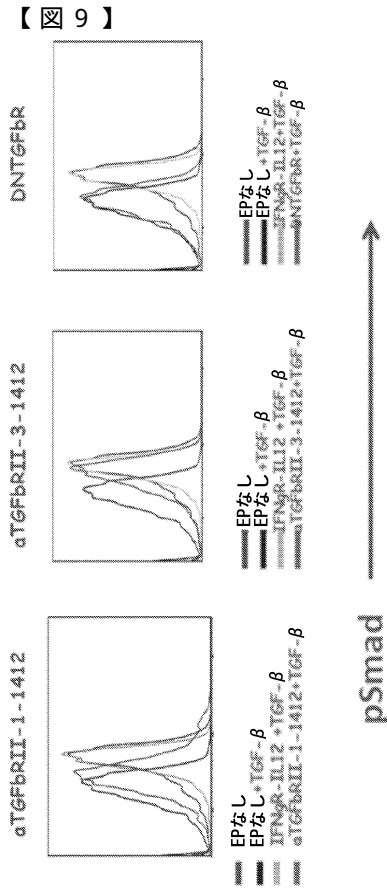 【図9】
aTGFbRII-1-1412
EPなし
EPなし+TGF-β
IFNgR-IL12 +TGF-β
aTGFbRII-1-1412+TGF-β
aTGFbRII-3-1412
EPなし
EPなし+TGF-β
IFNgR-IL12 +TGF-β
aTGFbRII-3-1412+TGF-β
DNTGFbR
EPなし
EPなし+TGF-β
IFNgR-IL12+TGF-β
DNTGFbR+TGF-β
pSmad